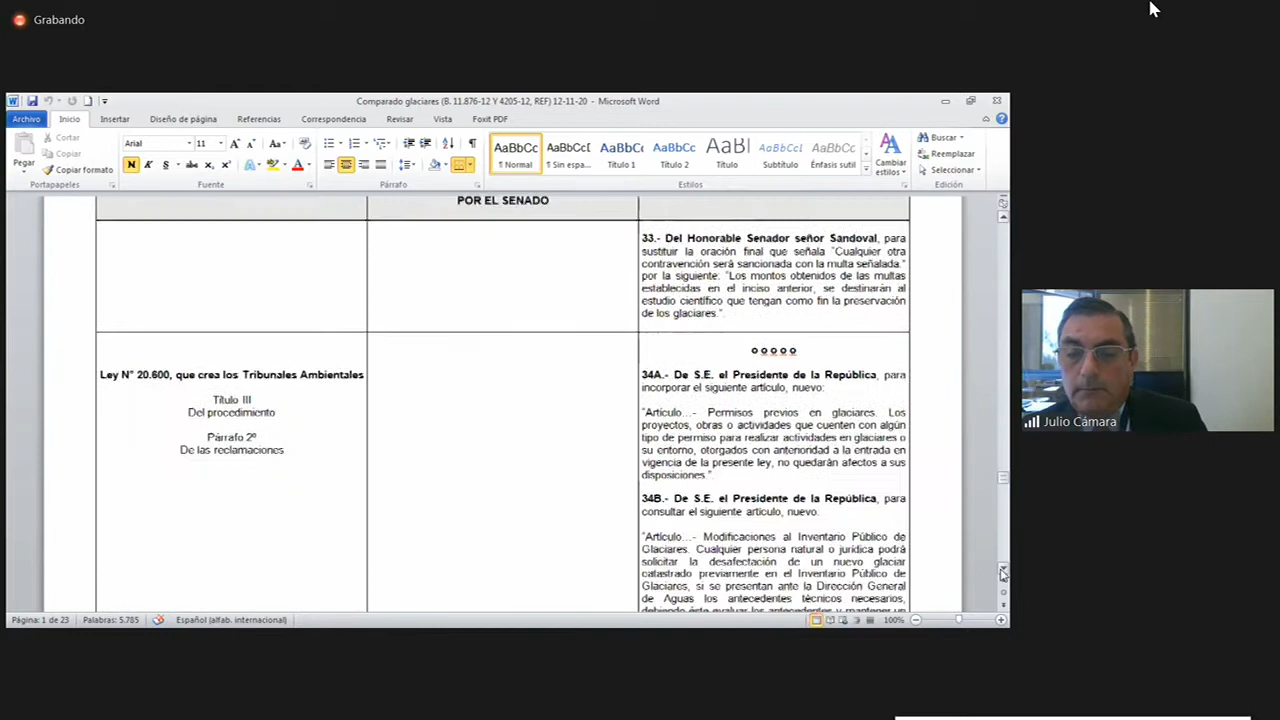 Grabando
Comparado glaciares (B. 11.876-12 Y 4205-12, REF) 12-11-20 - Microsoft Word
Archivo Inicio Insertar Diseño de página Referencias Correspondencia Revisar Vista Foxit PDF
Pegar
Cortar
Copiar
Copiar formato
Portapapeles
Arial 11
Fuente
Párrafo
AaBbCc AaBbC AaBbCc AaBbCc AaBl AaBbCc AaBbCc
¶ Normal ¶ Sin espa... Título 1 Título 2 Título Subtítulo Énfasis sutil
Cambiar estilos
Estilos
Buscar
Reemplazar
Seleccionar
Edición
POR EL SENADO
33.- Del Honorable Senador señor Sandoval, para
sustituir la oración final que señala "Cualquier otra
contravención será sancionada con la multa señalada."
por la siguiente: "Los montos obtenidos de las multas
establecidas en el inciso anterior, se destinarán al
estudio científico que tengan como fin la preservación
de los glaciares.".
Ley N° 20.600, que crea los Tribunales Ambientales
Título III
Del procedimiento
Párrafo 2º
De las reclamaciones
ooooo
34A.- De S.E. el Presidente de la República, para
incorporar el siguiente artículo, nuevo:
"Artículo...- Permisos previos en glaciares. Los
proyectos, obras o actividades que cuenten con algún
tipo de permiso para realizar actividades en glaciares o
su entorno, otorgados con anterioridad a la entrada en
vigencia de la presente ley, no quedarán afectos a sus
disposiciones.".
34B.- De S.E. el Presidente de la República, para
consultar el siguiente artículo, nuevo.
"Artículo...- Modificaciones al Inventario Público de
Glaciares. Cualquier persona natural o jurídica podrá
solicitar la desafectación de un nuevo glaciar
catastrado previamente en el Inventario Público de
Glaciares, si se presentan ante la Dirección General
de Aguas los antecedentes técnicos necesarios,
debiendo éste evaluar los antecedentes y mantener un
Página: 1 de 23 Palabras: 5.785 Español (alfab. internacional) 100%
Julio Cámara